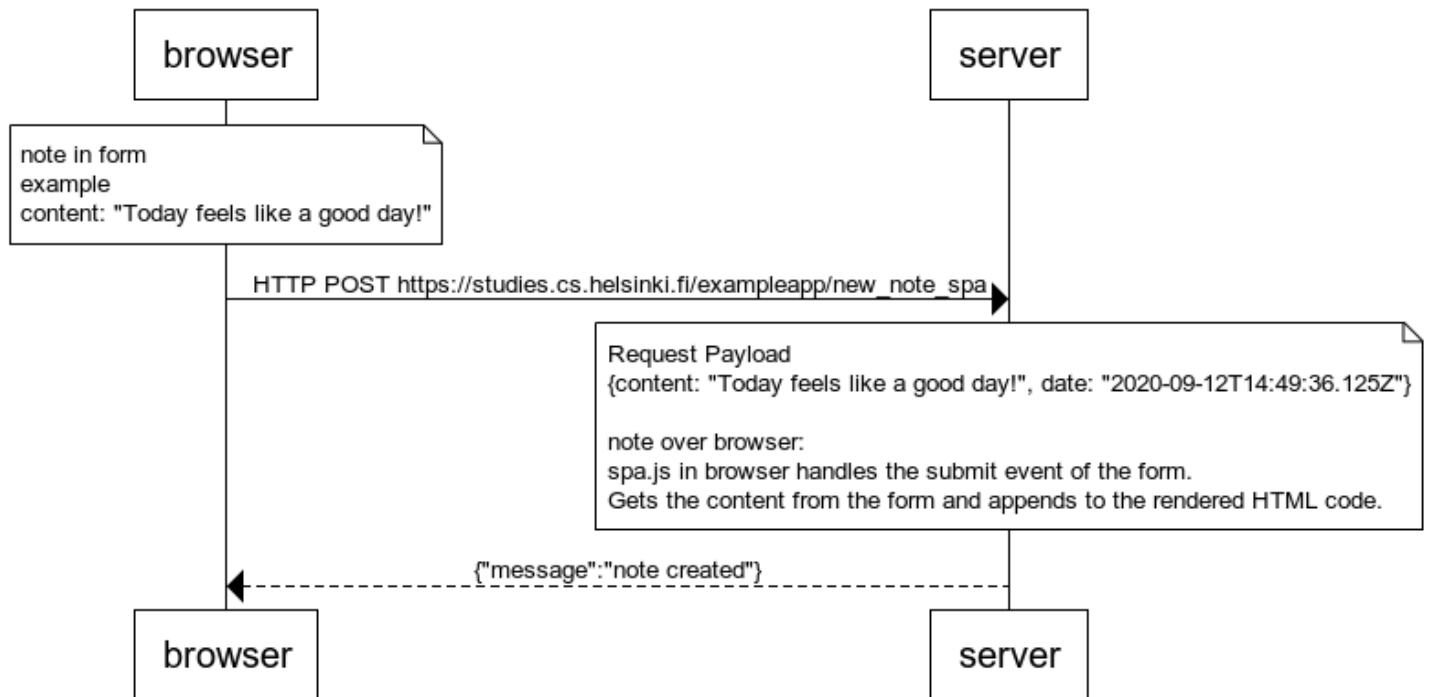 browser
server
note in form
example
content: "Today feels like a good day!"
HTTP POST https://studies.cs.helsinki.fi/exampleapp/new_note_spa
Request Payload
{content: "Today feels like a good day!", date: "2020-09-12T14:49:36.125Z"}
note over browser:
spa.js in browser handles the submit event of the form.
Gets the content from the form and appends to the rendered HTML code.
{"message":"note created"}
browser
server